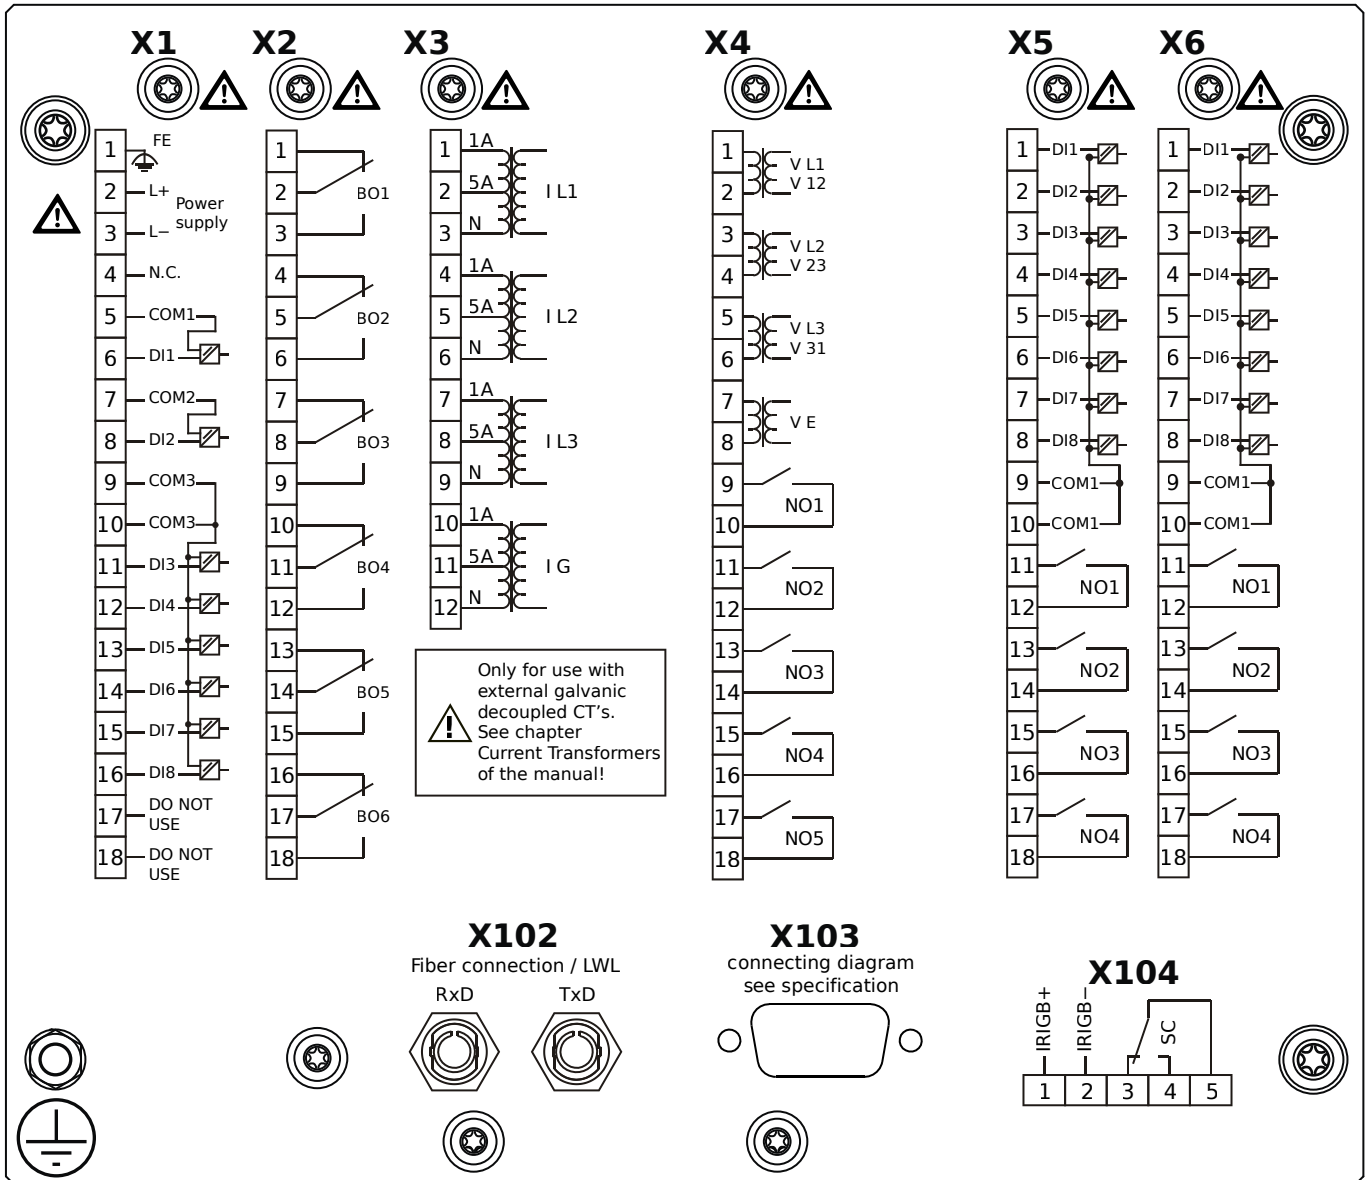 X1 X2 X3 X4 X5 X6
1 FE
2 L+
Power
supply
3 L−
4 N.C.
5 COM1
6 DI1
7 COM2
8 DI2
9 COM3
10 COM3
11 DI3
12 DI4
13 DI5
14 DI6
15 DI7
16 DI8
17 DO NOT
USE
18 DO NOT
USE
1
2 BO1
3
4
5 BO2
6
7
8 BO3
9
10
11 BO4
12
13
14 BO5
15
16
17 BO6
18
1 1A
2 5A I L1
3 N
4 1A
5 5A I L2
6 N
7 1A
8 5A I L3
9 N
10 1A
11 5A I G
12 N
Only for use with
external galvanic
decoupled CT's.
See chapter
Current Transformers
of the manual!
1 V L1
2 V 12
3 V L2
4 V 23
5 V L3
6 V 31
7 V E
8
9 NO1
10
11 NO2
12
13 NO3
14
15 NO4
16
17 NO5
18
1 DI1
2 DI2
3 DI3
4 DI4
5 DI5
6 DI6
7 DI7
8 DI8
9 COM1
10 COM1
11 NO1
12
13 NO2
14
15 NO3
16
17 NO4
18
1 DI1
2 DI2
3 DI3
4 DI4
5 DI5
6 DI6
7 DI7
8 DI8
9 COM1
10 COM1
11 NO1
12
13 NO2
14
15 NO3
16
17 NO4
18
X102
Fiber connection / LWL
RxD TxD
X103
connecting diagram
see specification
X104
IRIGB+ IRIGB− SC
1 2 3 4 5